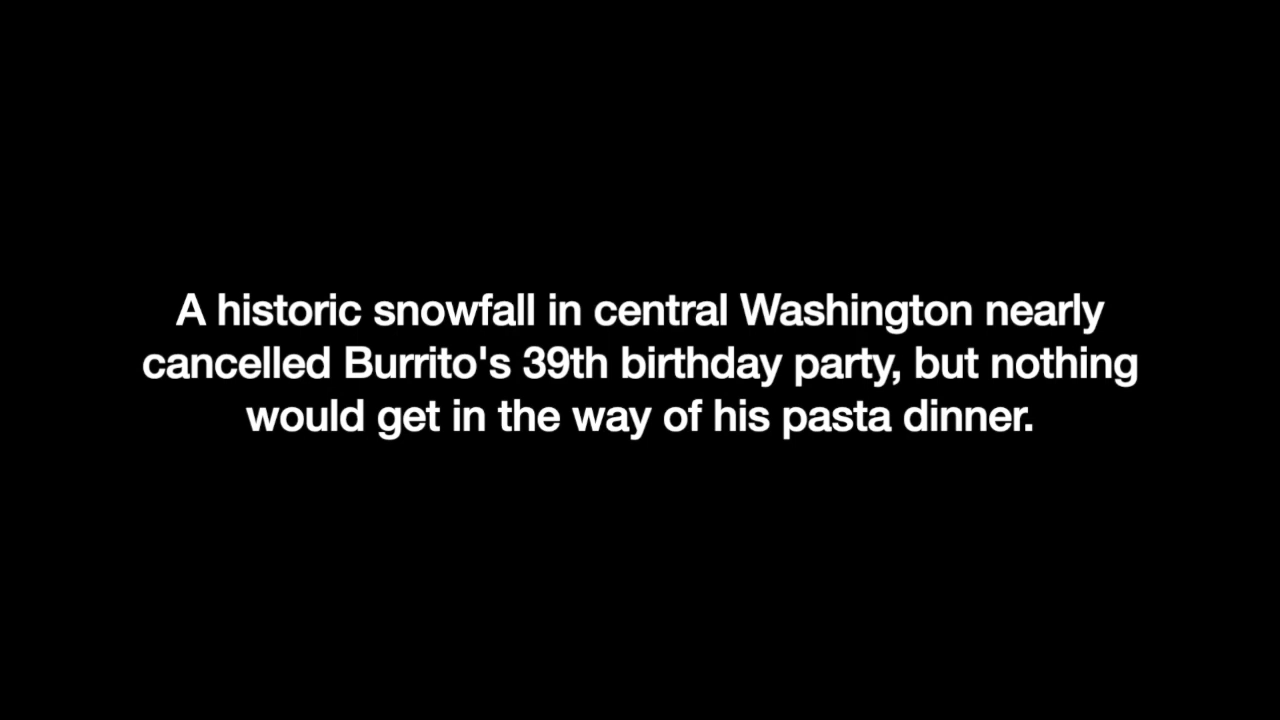 A historic snowfall in central Washington nearly
cancelled Burrito's 39th birthday party, but nothing
would get in the way of his pasta dinner.